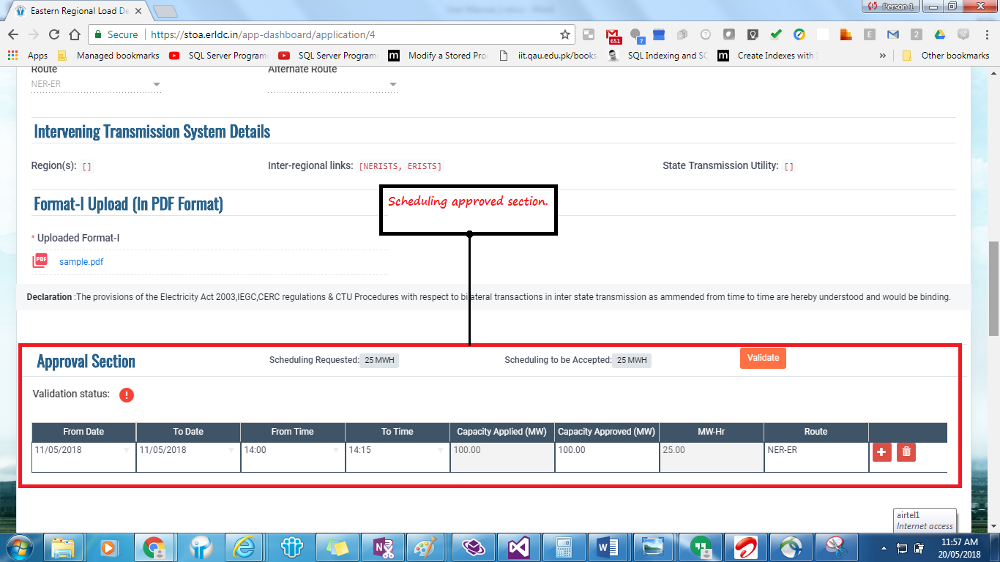 Eastern Regional Load De
Person 1
Secure https://stoa.erldc.in/app-dashboard/application/4
651 ? E 2
Apps Managed bookmarks SQL Server Program SQL Server Program m Modify a Stored Pro iit.qau.edu.pk/books SQL Indexing and SQ m Create Indexes with » Other bookmarks
Route Alternate Route
NER-ER
Intervening Transmission System Details
Region(s): [] Inter-regional links: [NERISTS, ERISTS] State Transmission Utility: []
Format-I Upload (In PDF Format)
Scheduling approved section.
* Uploaded Format-I
PDF sample.pdf
Declaration :The provisions of the Electricity Act 2003,IEGC,CERC regulations & CTU Procedures with respect to bilateral transactions in inter state transmission as ammended from time to time are hereby understood and would be binding.
Approval Section Scheduling Requested: 25 MWH Scheduling to be Accepted: 25 MWH Validate
Validation status: !
From Date To Date From Time To Time Capacity Applied (MW) Capacity Approved (MW) MW-Hr Route
11/05/2018 11/05/2018 14:00 14:15 100.00 100.00 25.00 NER-ER
airtel1
Internet access
11:57 AM
20/05/2018